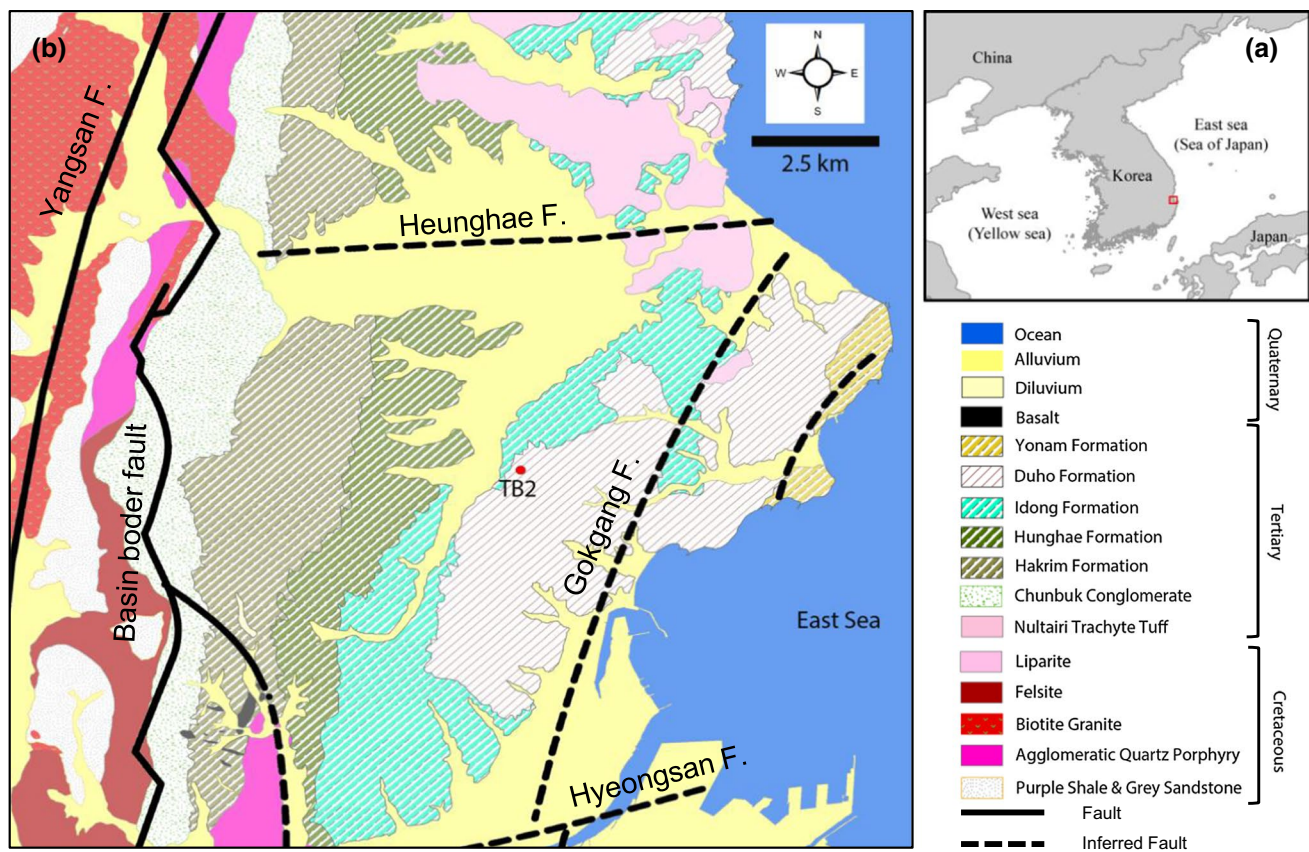 (b)
N
W
E
S
2.5 km
Yangsan F.
Heunghae F.
TB2
Gokgang F.
Basin boder fault
East Sea
Hyeongsan F.
(a)
China
East sea
(Sea of Japan)
Korea
West sea
(Yellow sea)
Japan
Ocean
Alluvium
Diluvium
Basalt
Quaternary
Yonam Formation
Duho Formation
Idong Formation
Hunghae Formation
Hakrim Formation
Chunbuk Conglomerate
Nultairi Trachyte Tuff
Tertiary
Liparite
Felsite
Biotite Granite
Agglomeratic Quartz Porphyry
Purple Shale & Grey Sandstone
Cretaceous
Fault
Inferred Fault